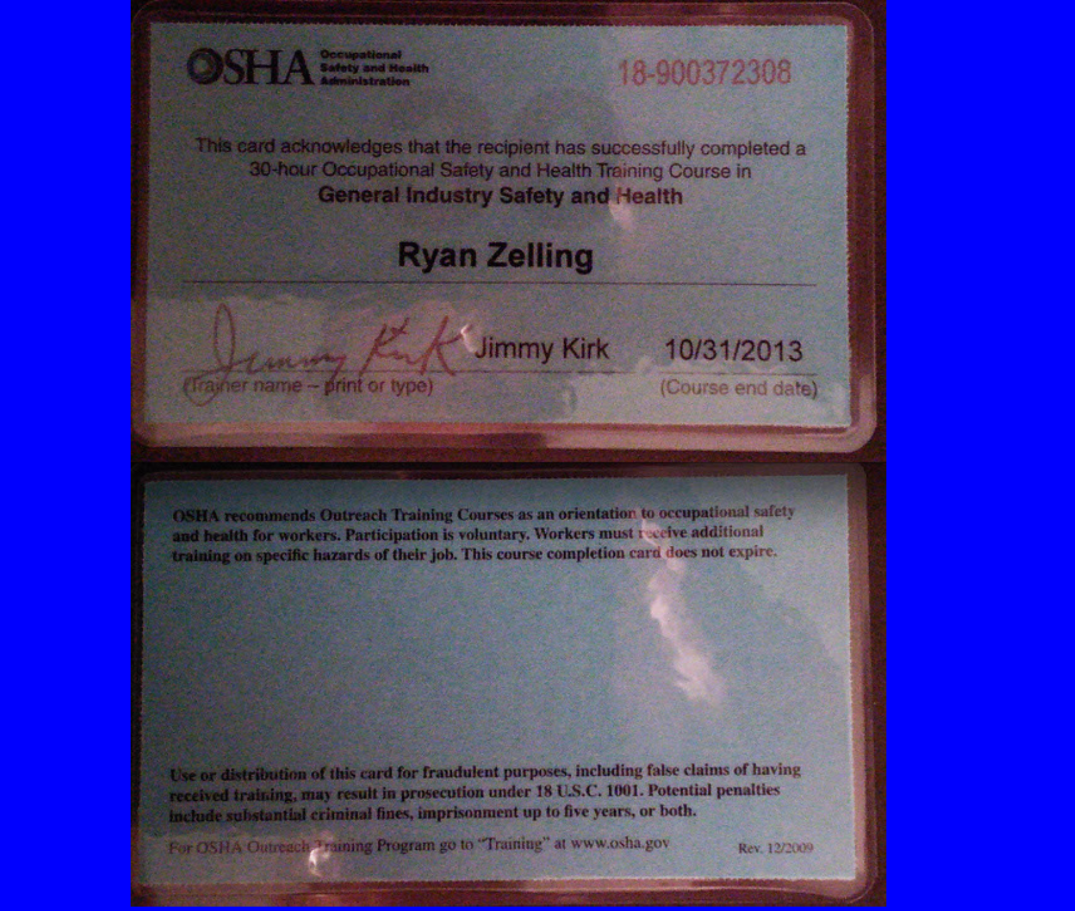 OSHA Occupational
Safety and Health
Administration
18-900372308
This card acknowledges that the recipient has successfully completed a
30-hour Occupational Safety and Health Training Course in
General Industry Safety and Health
Ryan Zelling
Jimmy Kirk Jimmy Kirk 10/31/2013
(Trainer name – print or type) (Course end date)
OSHA recommends Outreach Training Courses as an orientation to occupational safety
and health for workers. Participation is voluntary. Workers must receive additional
training on specific hazards of their job. This course completion card does not expire.
Use or distribution of this card for fraudulent purposes, including false claims of having
received training, may result in prosecution under 18 U.S.C. 1001. Potential penalties
include substantial criminal fines, imprisonment up to five years, or both.
For OSHA Outreach Training Program go to “Training” at www.osha.gov Rev. 12/2009